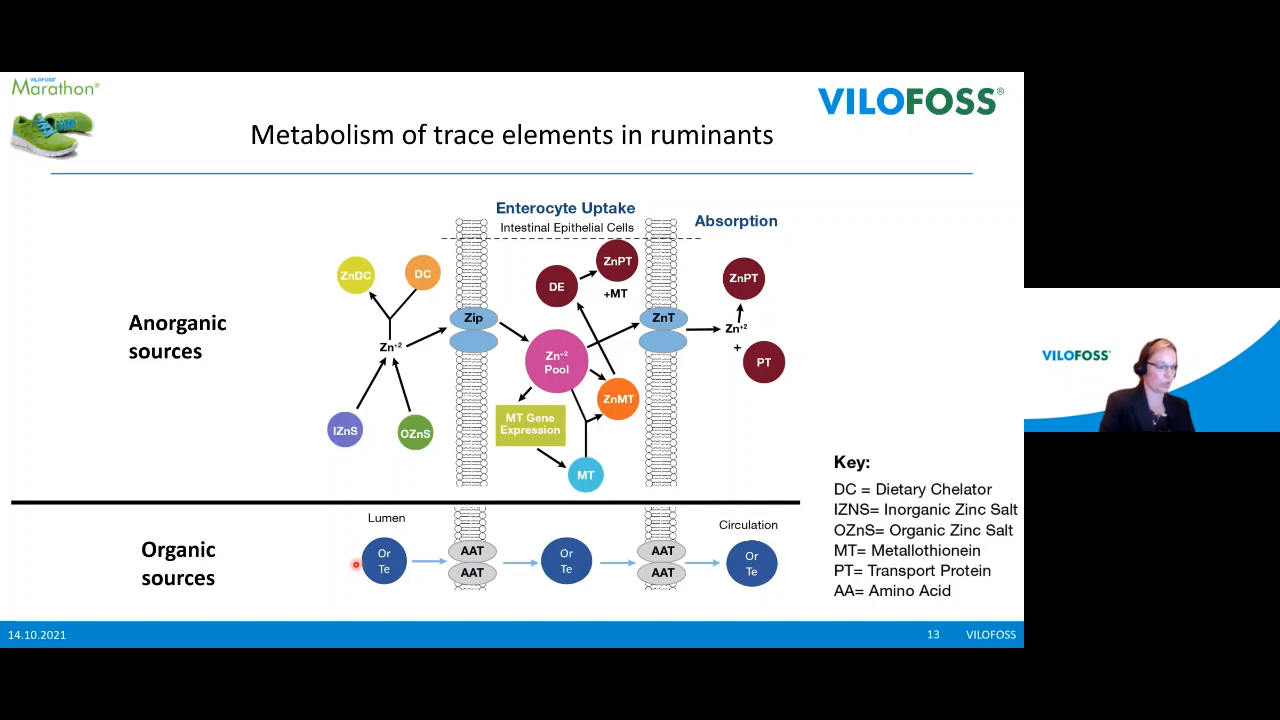 VILOFOSS®
Marathon®
VILOFOSS®
Metabolism of trace elements in ruminants
Enterocyte Uptake
Intestinal Epithelial Cells
Absorption
Anorganic
sources
ZnDC
DC
Zn+2
IZnS
OZnS
Zip
DE
ZnPT
+MT
Zn+2
Pool
ZnMT
MT Gene
Expression
MT
ZnT
ZnPT
Zn+2
+
PT
Key:
DC = Dietary Chelator
IZNS= Inorganic Zinc Salt
OZnS= Organic Zinc Salt
MT= Metallothionein
PT= Transport Protein
AA= Amino Acid
Organic
sources
Lumen
Circulation
Or
Te
AAT
AAT
Or
Te
AAT
AAT
Or
Te
14.10.2021
13
VILOFOSS
VILOFOSS®